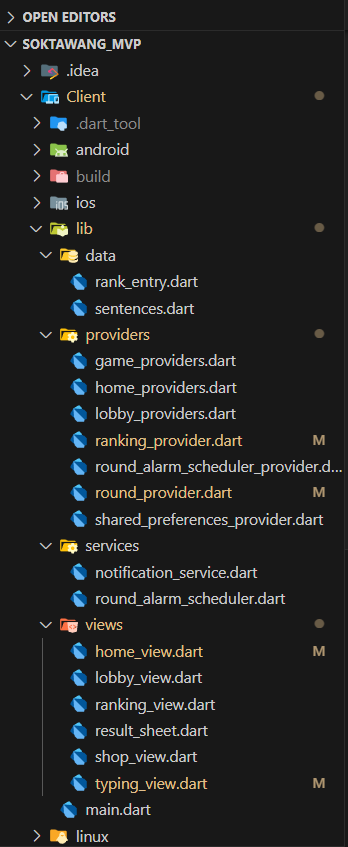 OPEN EDITORS
SOKTAWANG_MVP
.idea
Client
.dart_tool
android
build
ios
lib
data
rank_entry.dart
sentences.dart
providers
game_providers.dart
home_providers.dart
lobby_providers.dart
ranking_provider.dart M
round_alarm_scheduler_provider.d...
round_provider.dart M
shared_preferences_provider.dart
services
notification_service.dart
round_alarm_scheduler.dart
views
home_view.dart M
lobby_view.dart
ranking_view.dart
result_sheet.dart
shop_view.dart
typing_view.dart M
main.dart
linux